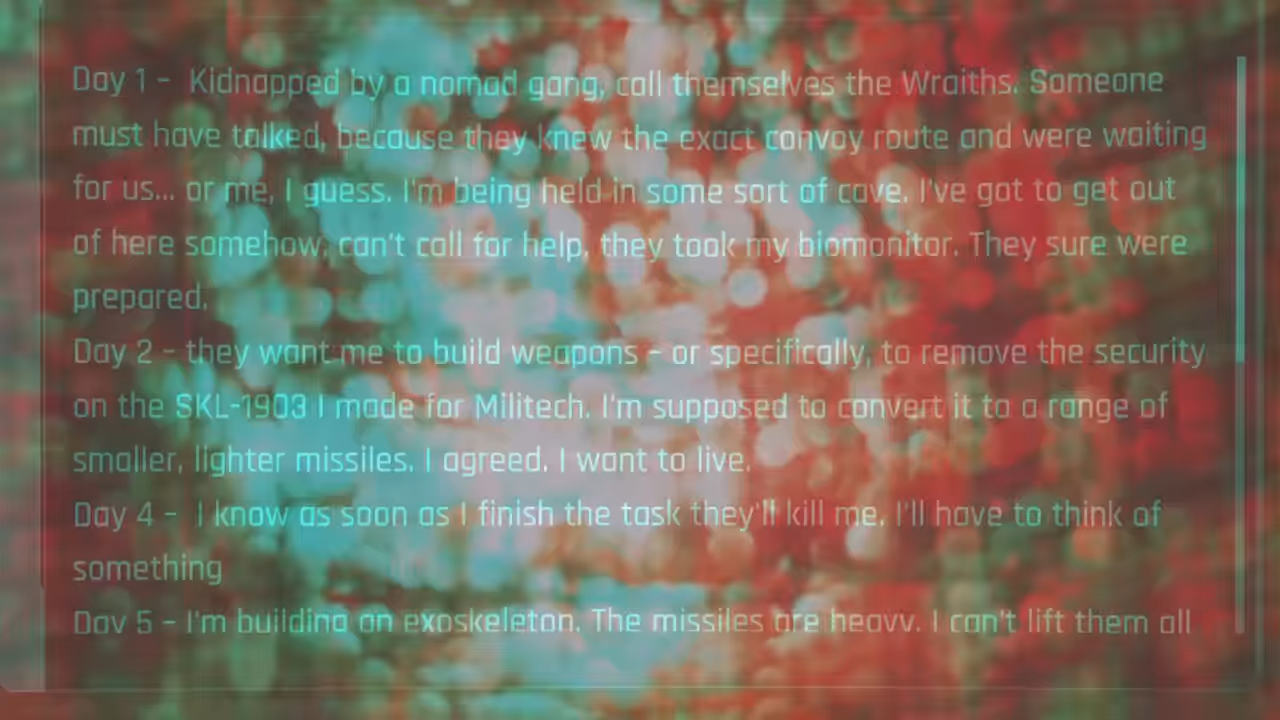 Day 1 – Kidnapped by a nomad gang, call themselves the Wraiths. Someone
must have talked, because they knew the exact convoy route and were waiting
for us... or me, I guess. I'm being held in some sort of cave. I've got to get out
of here somehow, can't call for help, they took my biomonitor. They sure were
prepared.
Day 2 – they want me to build weapons – or specifically, to remove the security
on the SKL-1903 I made for Militech. I'm supposed to convert it to a range of
smaller, lighter missiles. I agreed. I want to live.
Day 4 – I know as soon as I finish the task they'll kill me. I'll have to think of
something
Day 5 – I'm building an exoskeleton. The missiles are heavy. I can't lift them all